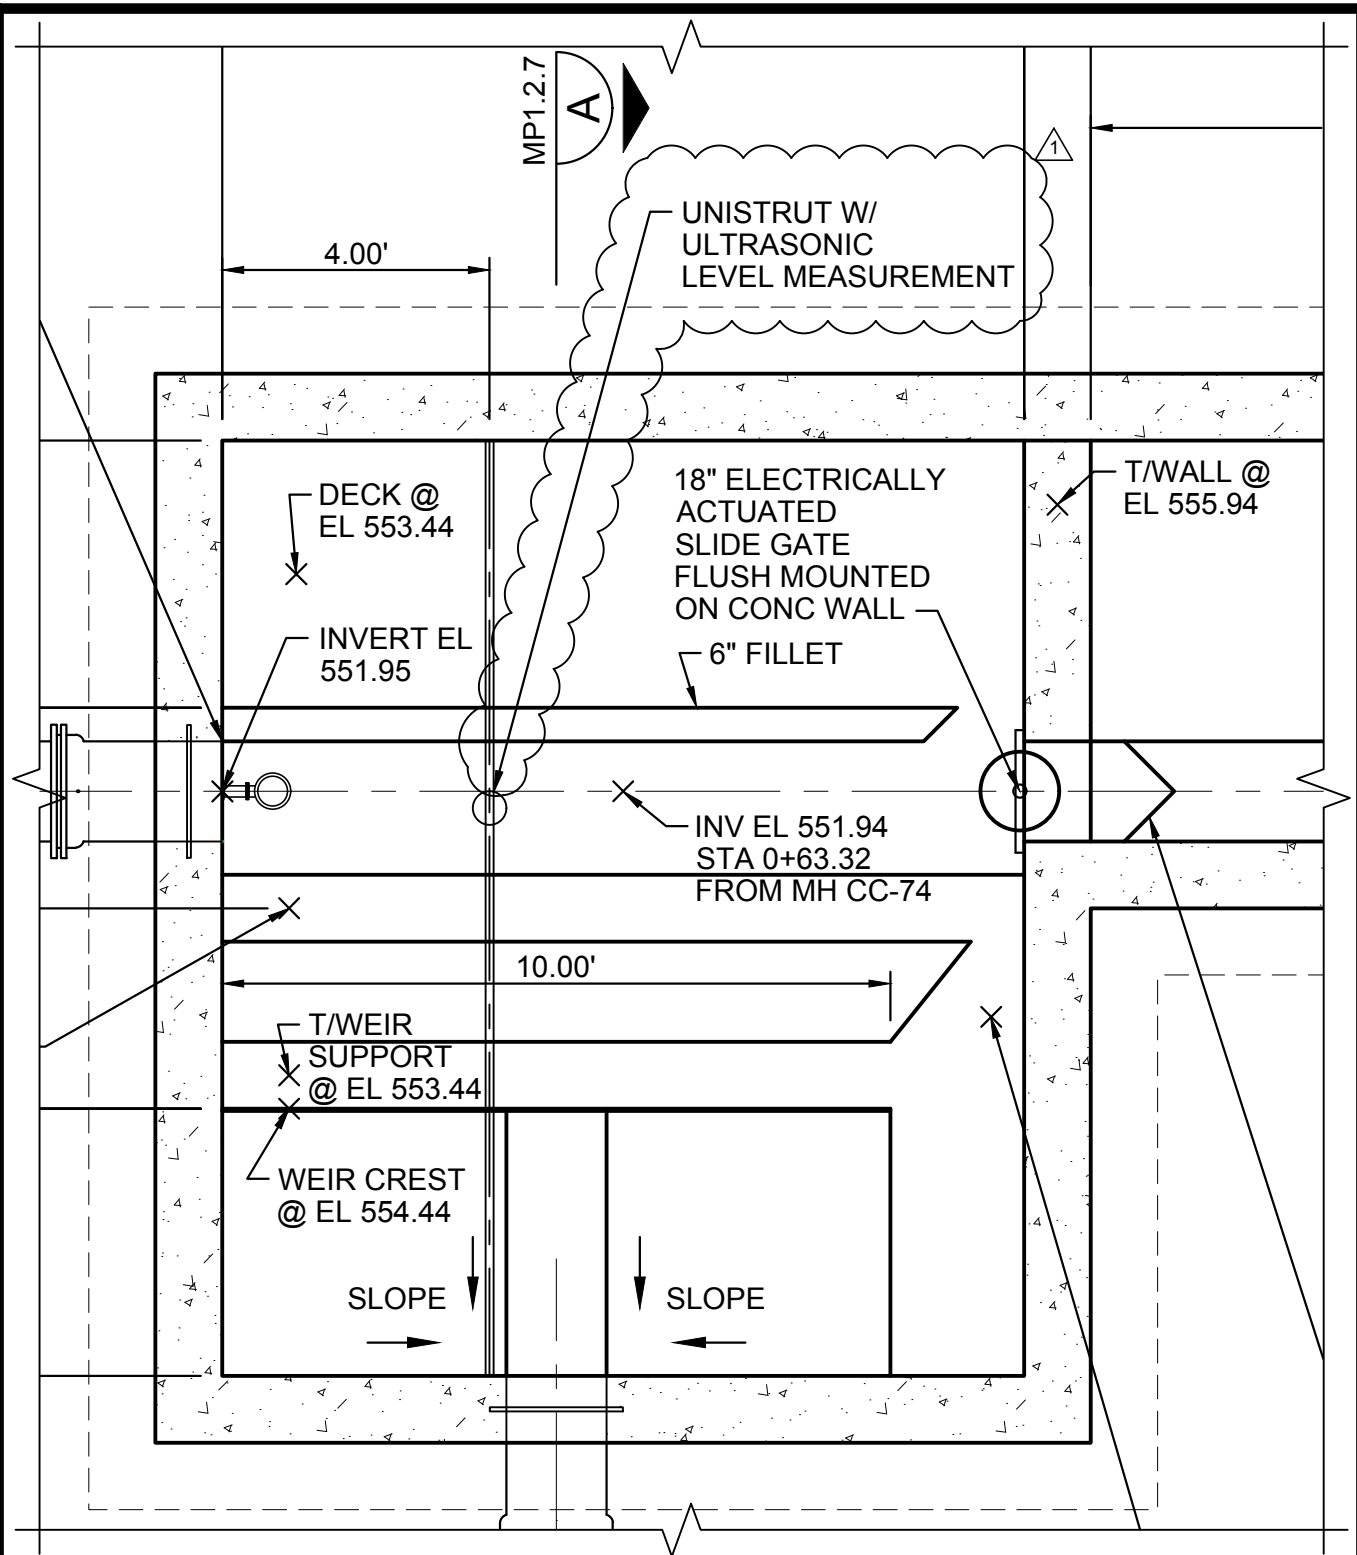 MP1.2.7
A
1
UNISTRUT W/
ULTRASONIC
LEVEL MEASUREMENT
4.00'
DECK @
EL 553.44
18" ELECTRICALLY
ACTUATED
SLIDE GATE
FLUSH MOUNTED
ON CONC WALL
T/WALL @
EL 555.94
INVERT EL
551.95
6" FILLET
INV EL 551.94
STA 0+63.32
FROM MH CC-74
10.00'
T/WEIR
SUPPORT
@ EL 553.44
WEIR CREST
@ EL 554.44
SLOPE
SLOPE